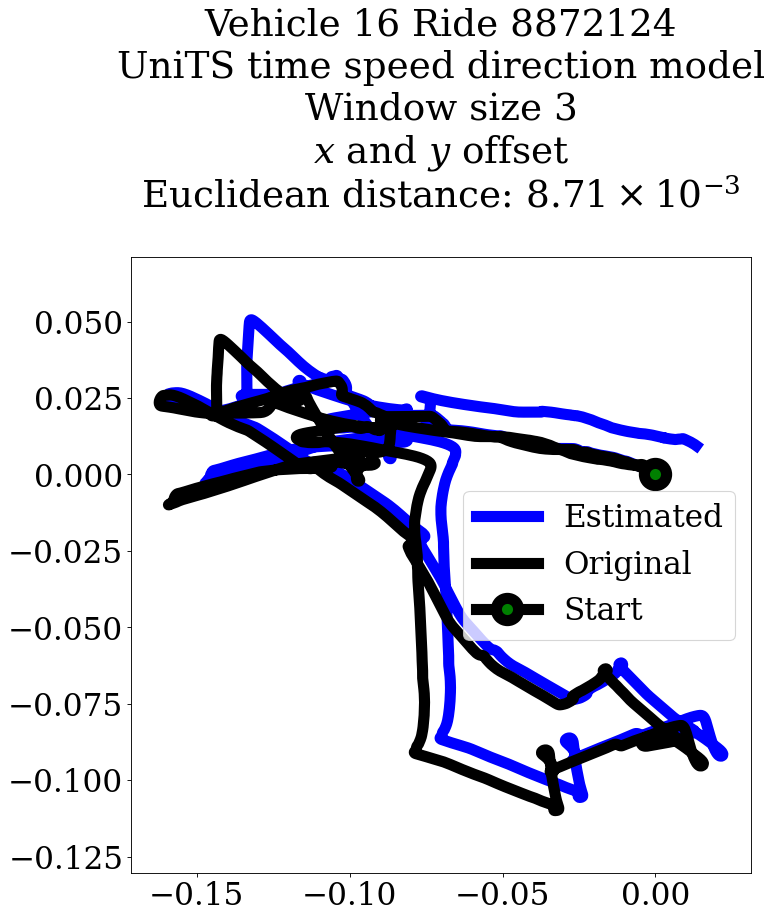 Vehicle 16 Ride 8872124
UniTS time speed direction model
Window size 3
x and y offset
Euclidean distance: 8.71 × 10⁻³
0.050
0.025
0.000
−0.025
−0.050
−0.075
−0.100
−0.125
Estimated
Original
Start
−0.15
−0.10
−0.05
0.00